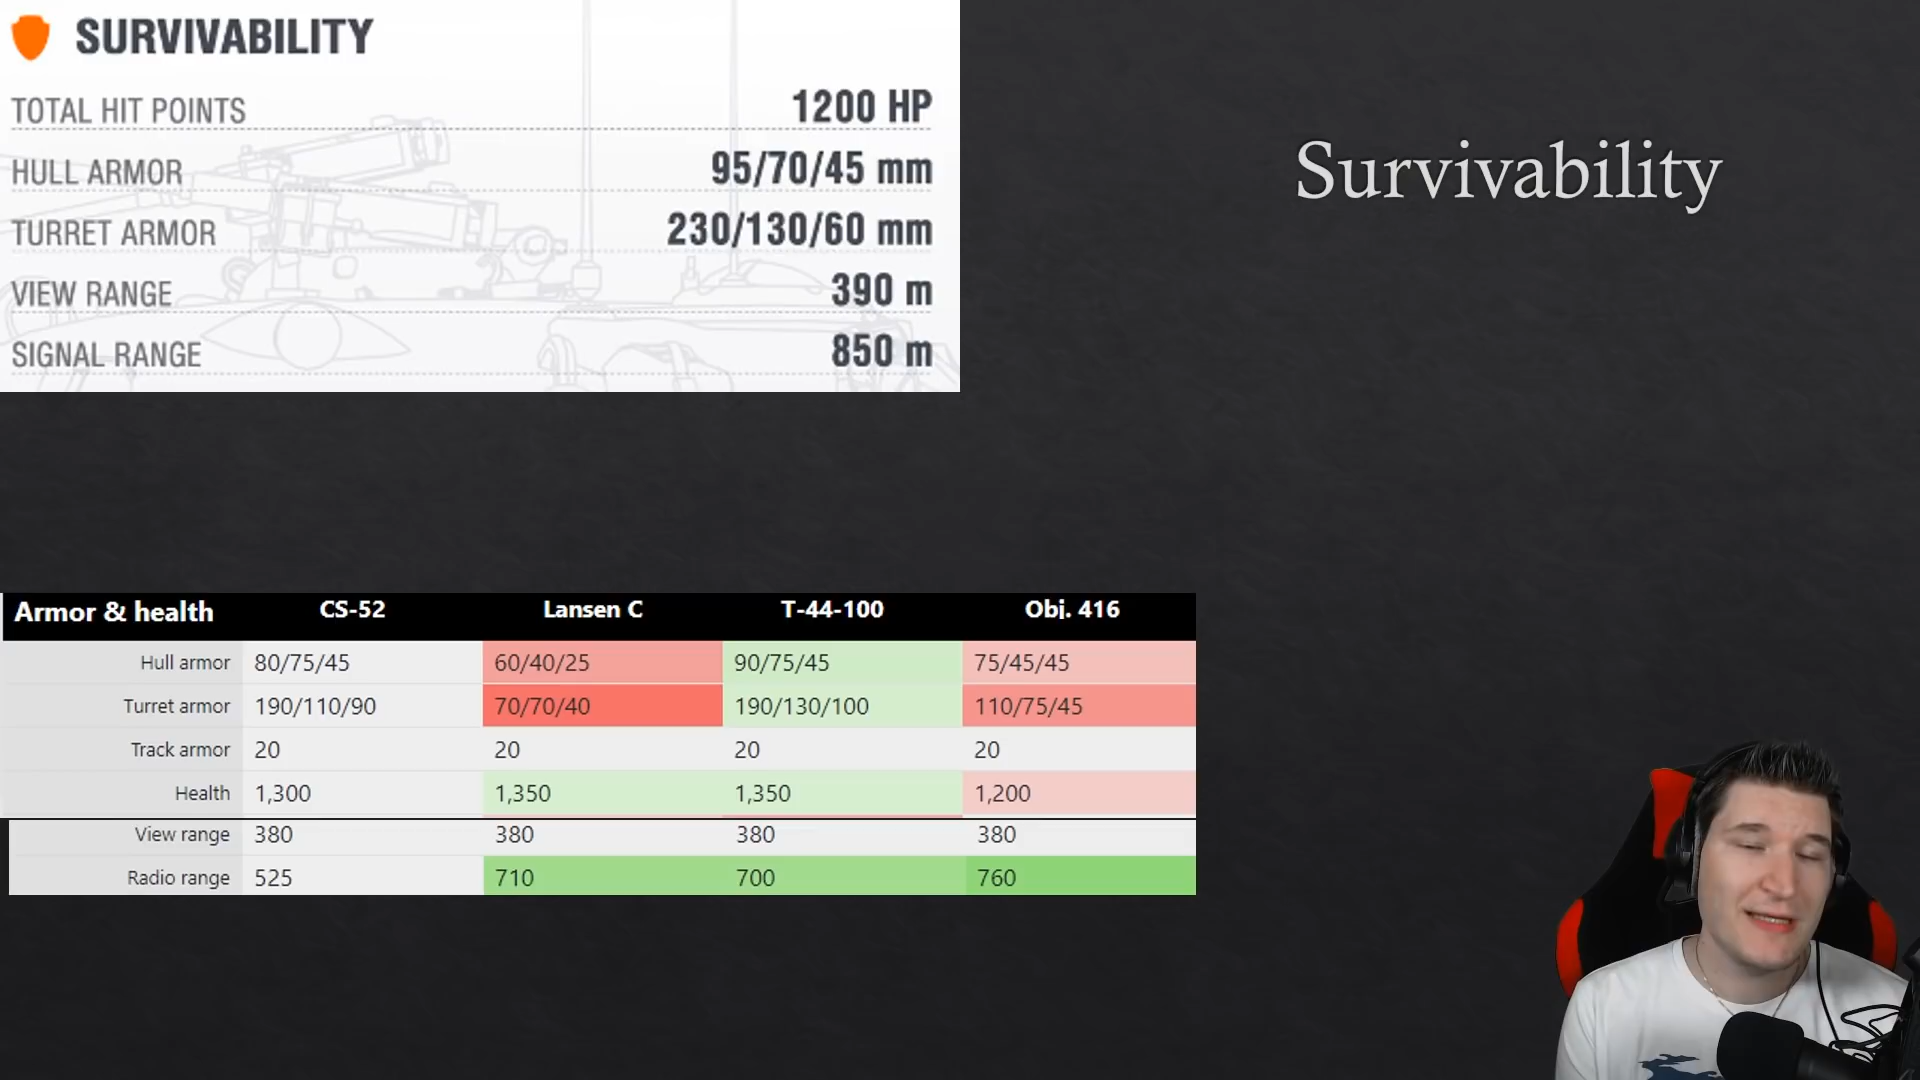 SURVIVABILITY
TOTAL HIT POINTS 1200 HP
HULL ARMOR 95/70/45 mm
TURRET ARMOR 230/130/60 mm
VIEW RANGE 390 m
SIGNAL RANGE 850 m
Survivability
Armor & health CS-52 Lansen C T-44-100 Obj. 416
Hull armor 80/75/45 60/40/25 90/75/45 75/45/45
Turret armor 190/110/90 70/70/40 190/130/100 110/75/45
Track armor 20 20 20 20
Health 1,300 1,350 1,350 1,200
View range 380 380 380 380
Radio range 525 710 700 760